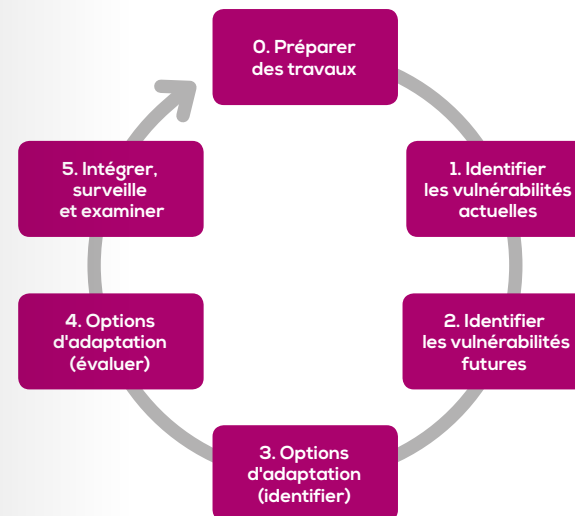 0. Préparer
des travaux
1. Identifier
les vulnérabilités
actuelles
2. Identifier
les vulnérabilités
futures
3. Options
d'adaptation
(identifier)
4. Options
d'adaptation
(évaluer)
5. Intégrer,
surveille
et examiner